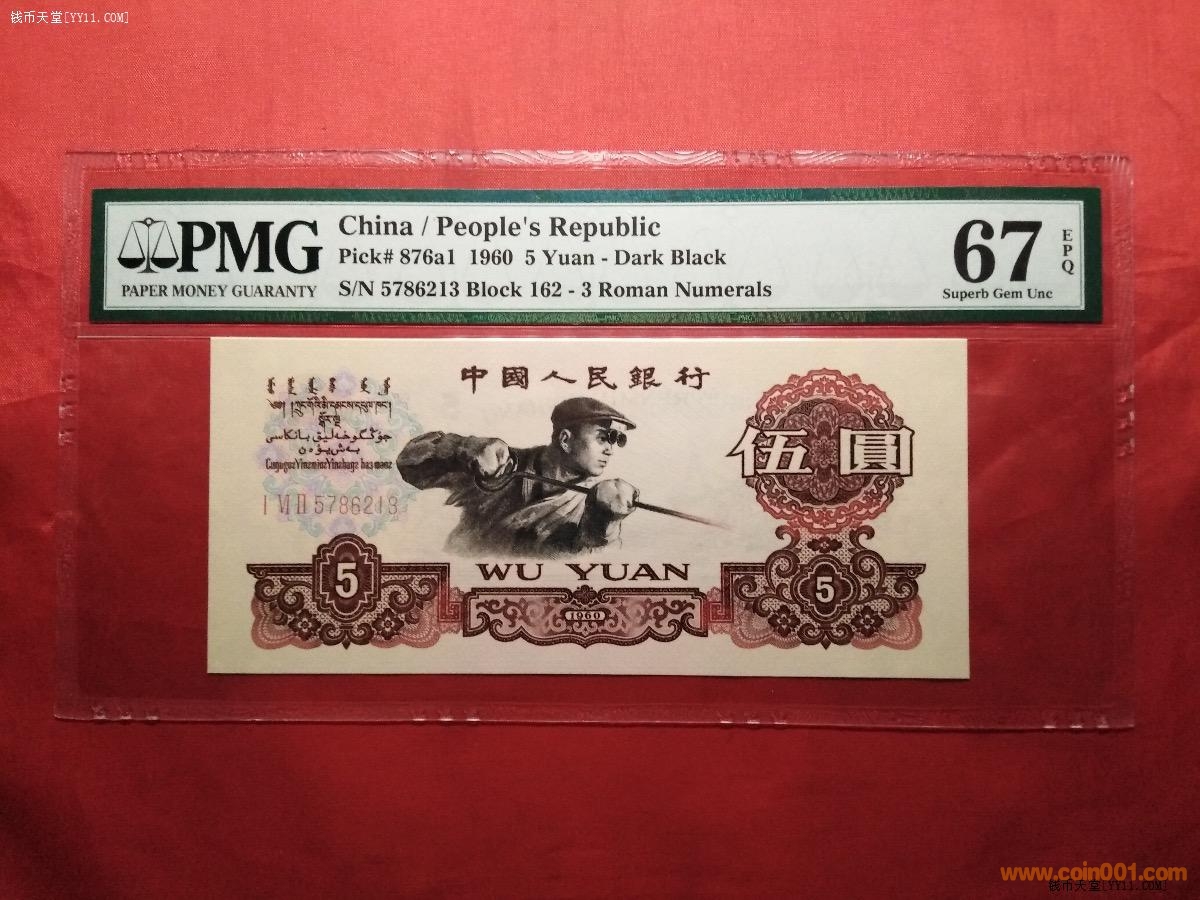 钱币天堂[YY11.COM]
PMG
PAPER MONEY GUARANTY
China / People's Republic
Pick# 876a1 1960 5 Yuan - Dark Black
S/N 5786213 Block 162 - 3 Roman Numerals
67
EPQ
Superb Gem Unc
中國人民銀行
伍圓
I VI II 5786213
5
WU YUAN
1960
5
www.coin001.com
钱币天堂[YY11.COM]